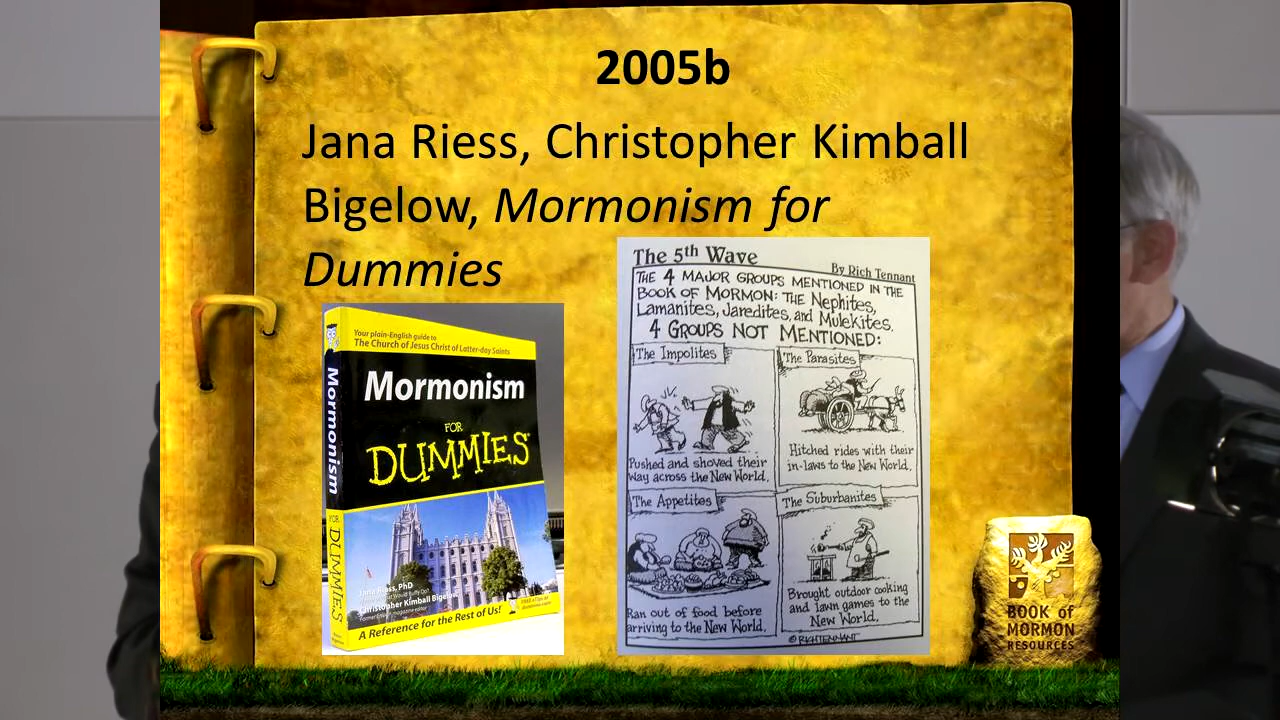 2005b
Jana Riess, Christopher Kimball
Bigelow, Mormonism for
Dummies
Your plain-English guide to
The Church of Jesus Christ of Latter-day Saints
Mormonism
FOR
DUMMIES
Mormonism
FOR
DUMMIES
Jana Riess, PhD
Christopher Kimball Bigelow
A Reference for the Rest of Us!
The 5th Wave
By Rich Tennant
THE 4 MAJOR GROUPS MENTIONED IN THE
BOOK OF MORMON: THE Nephites,
Lamanites, Jaredites, and Mulekites.
4 GROUPS NOT MENTIONED:
The Impolites
Pushed and shoved their
way across the New World.
The Parasites
Hitched rides with their
in-laws to the New World.
The Appetites
Ran out of food before
arriving to the New World.
The Suburbanites
Brought outdoor cooking
and lawn games to the
New World.
©RICHTENNANT
BOOK of
MORMON
RESOURCES